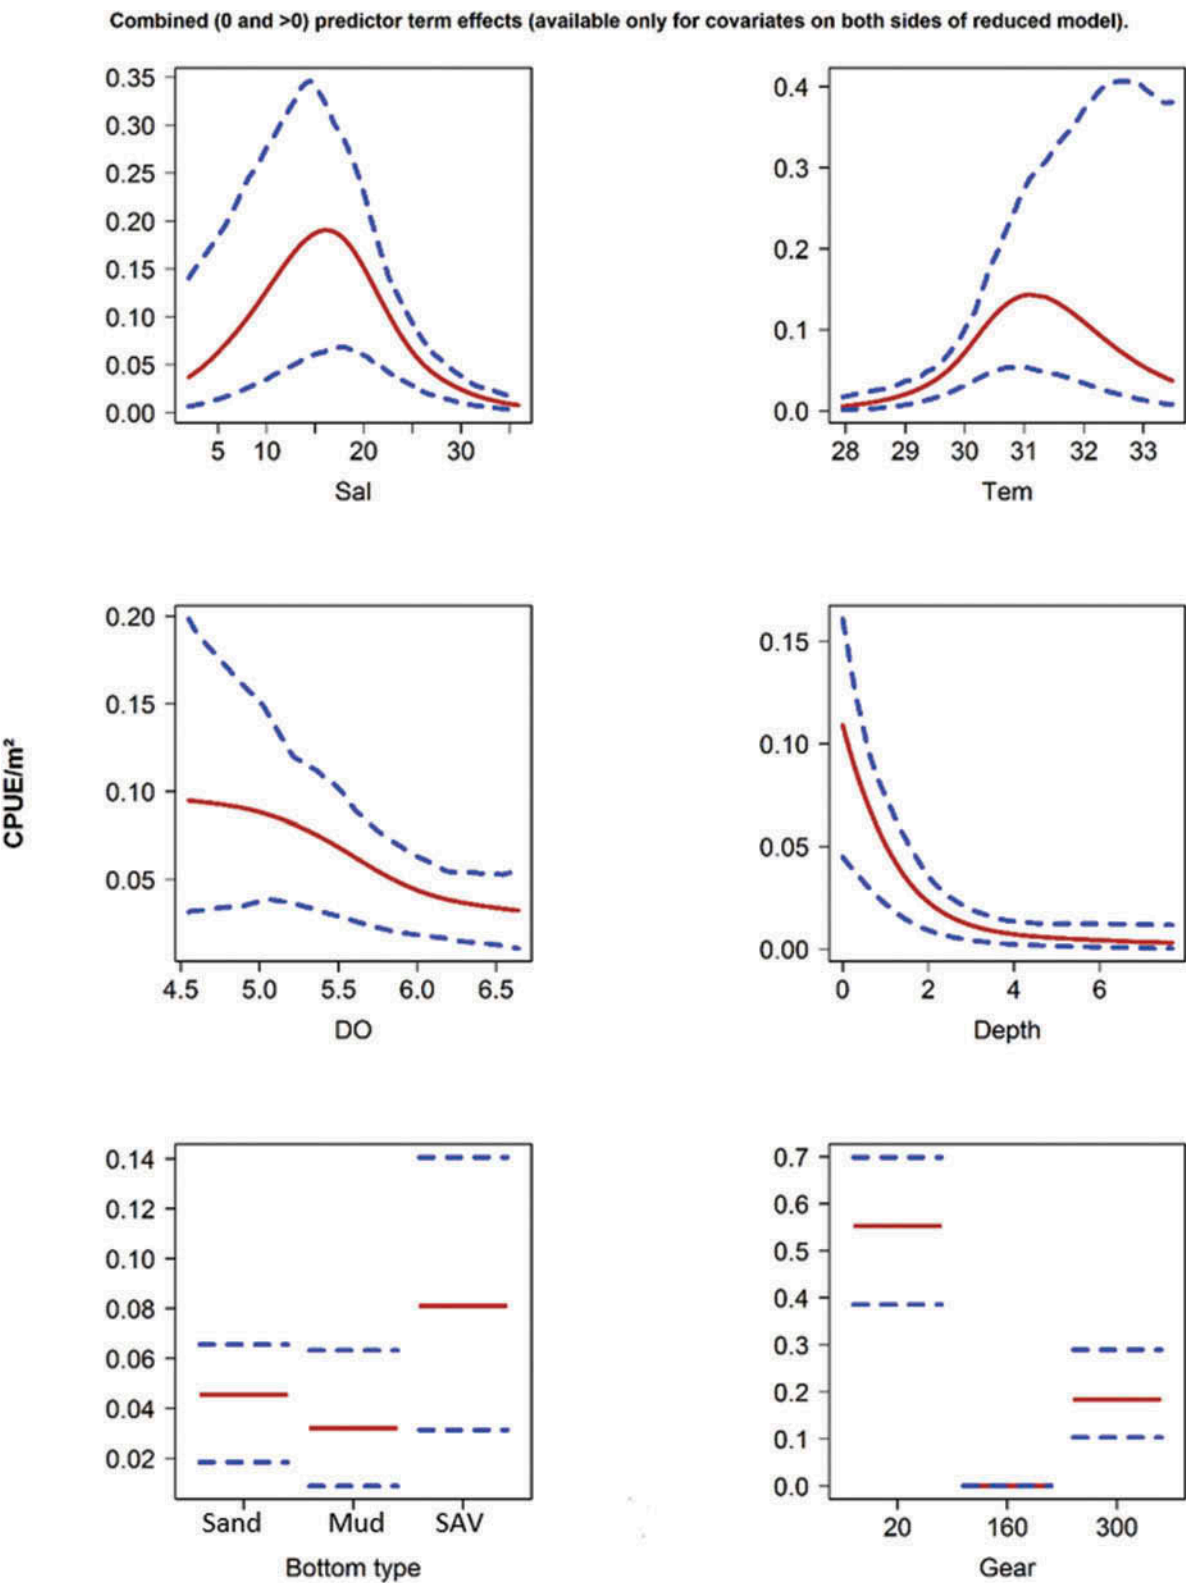 Combined (0 and >0) predictor term effects (available only for covariates on both sides of reduced model).
0.35
0.30
0.25
0.20
0.15
0.10
0.05
0.00
5 10 20 30
Sal
0.4
0.3
0.2
0.1
0.0
28 29 30 31 32 33
Tem
CPUE/m²
0.20
0.15
0.10
0.05
4.5 5.0 5.5 6.0 6.5
DO
0.15
0.10
0.05
0.00
0 2 4 6
Depth
0.14
0.12
0.10
0.08
0.06
0.04
0.02
Sand Mud SAV
Bottom type
0.7
0.6
0.5
0.4
0.3
0.2
0.1
0.0
20 160 300
Gear